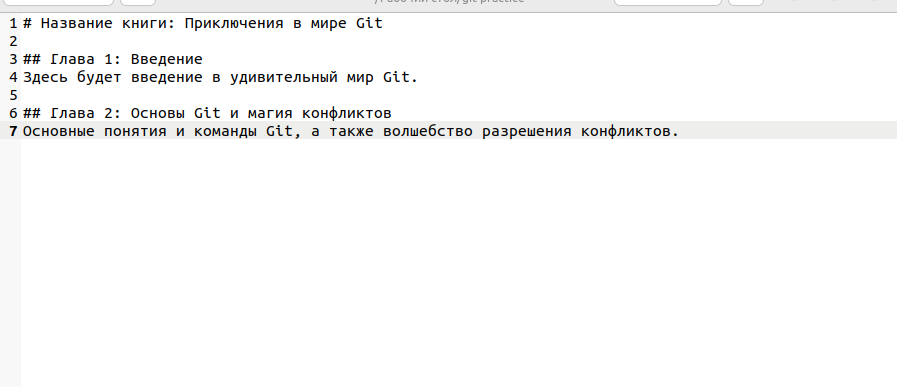 1 # Название книги: Приключения в мире Git
2
3 ## Глава 1: Введение
4 Здесь будет введение в удивительный мир Git.
5
6 ## Глава 2: Основы Git и магия конфликтов
7 Основные понятия и команды Git, а также волшебство разрешения конфликтов.